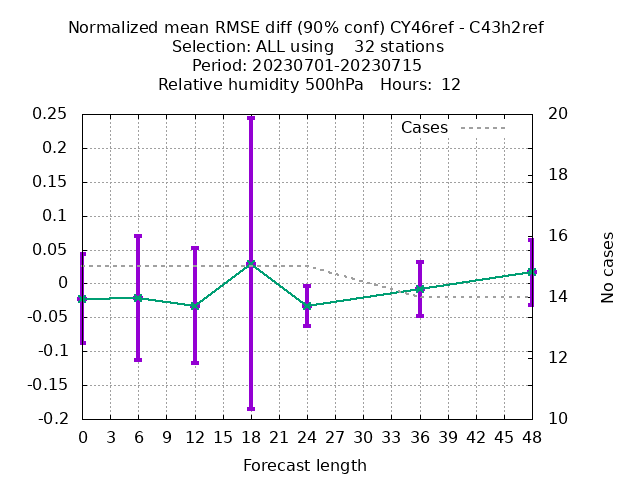 Normalized mean RMSE diff (90% conf) CY46ref - C43h2ref
Selection: ALL using    32 stations
Period: 20230701-20230715
Relative humidity 500hPa   Hours:  12
Cases
0.25
0.2
0.15
0.1
0.05
0
-0.05
-0.1
-0.15
-0.2
20
18
16
14
12
10
No cases
0 3 6 9 12 15 18 21 24 27 30 33 36 39 42 45 48
Forecast length